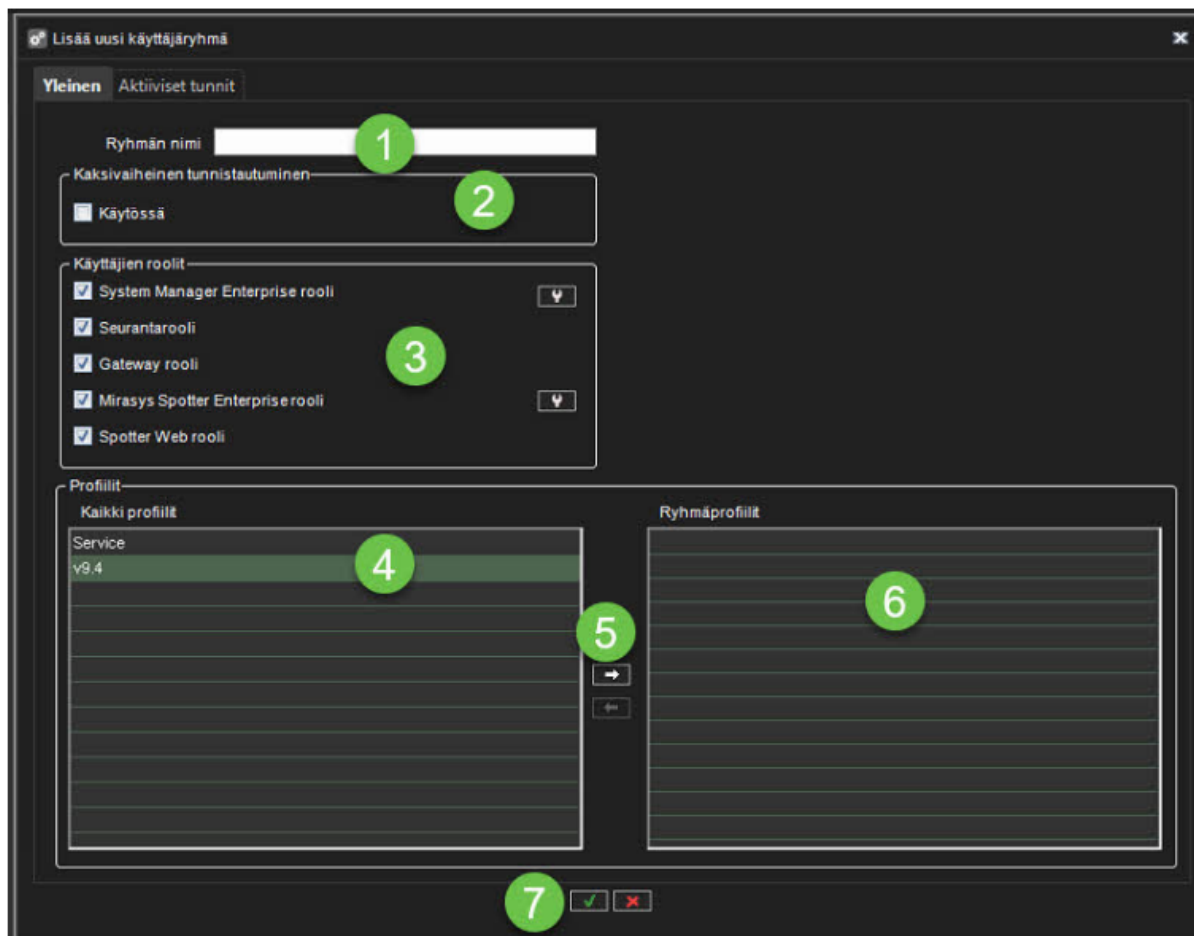 Lisää uusi käyttäjäryhmä
Yleinen Aktiiviset tunnit
Ryhmän nimi 1
Kaksivaiheinen tunnistautuminen
2
Käytössä
Käyttäjien roolit
System Manager Enterprise rooli
Seurantarooli
3
Gateway rooli
Mirasys Spotter Enterprise rooli
Spotter Web rooli
Profiilit
Kaikki profiilit Ryhmäprofiilit
Service
v9.4 4
6
5
7